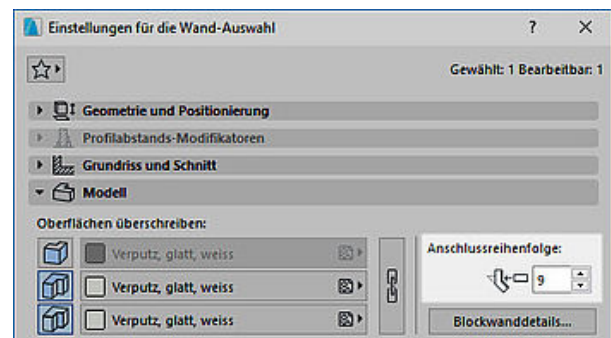 Einstellungen für die Wand-Auswahl ? ×
Gewählt: 1 Bearbeitbar: 1
Geometrie und Positionierung
Profilabstands-Modifikatoren
Grundriss und Schnitt
Modell
Oberflächen überschreiben:
Verputz, glatt, weiss
Verputz, glatt, weiss
Verputz, glatt, weiss
Anschlussreihenfolge:
9
Blockwanddetails...